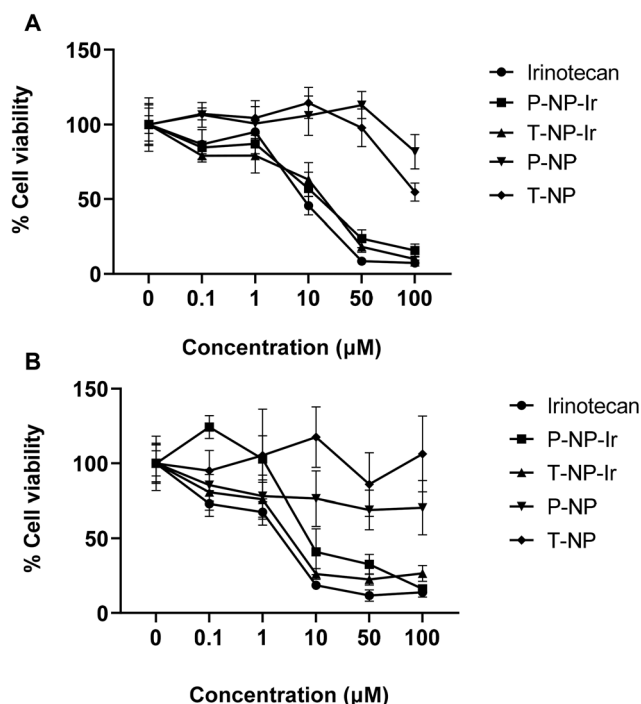 A
150
100
50
0
% Cell viability
0 0.1 1 10 50 100
Concentration (µM)
Irinotecan
P-NP-Ir
T-NP-Ir
P-NP
T-NP
B
150
100
50
0
% Cell viability
0 0.1 1 10 50 100
Concentration (µM)
Irinotecan
P-NP-Ir
T-NP-Ir
P-NP
T-NP